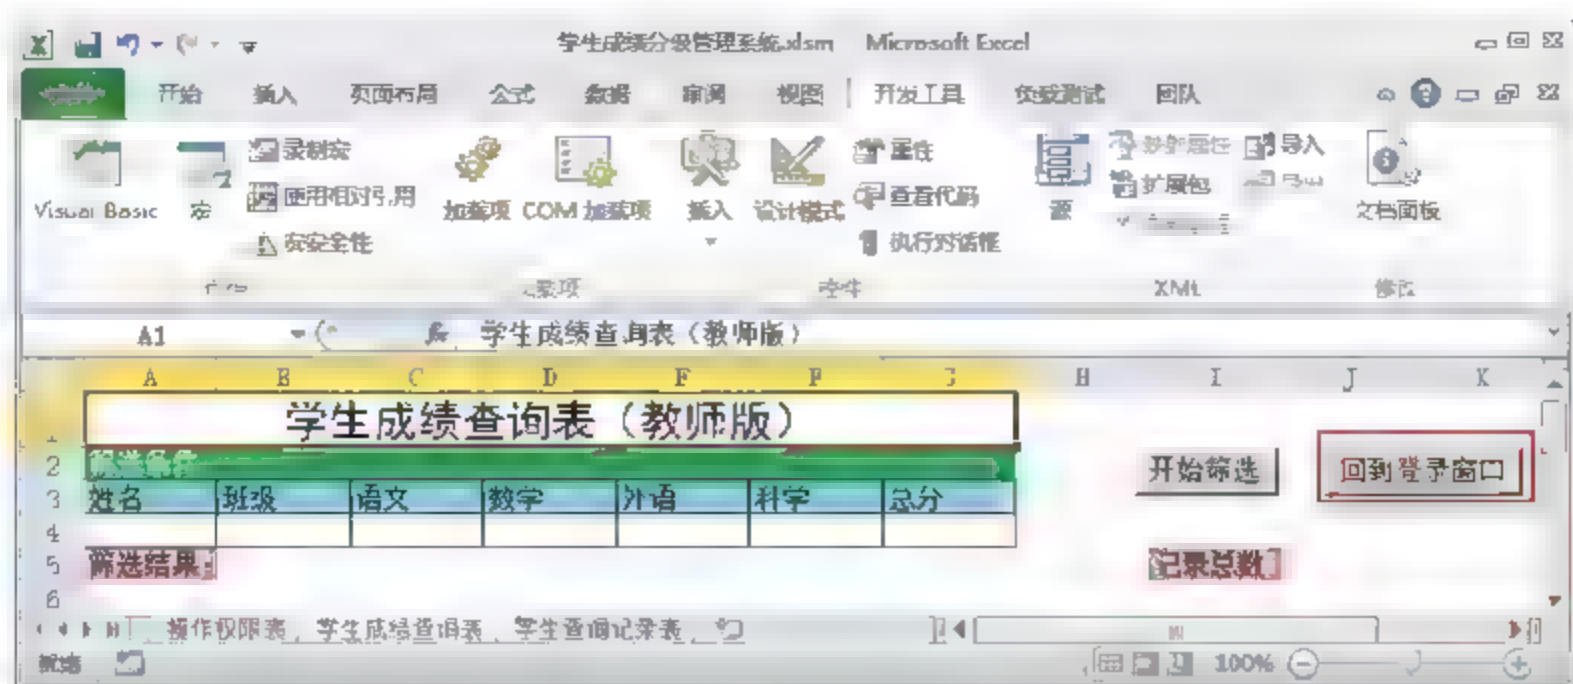 学生成绩分级管理系统.xlsm Microsoft Excel
开始 插入 页面布局 公式 数据 审阅 视图 开发工具 负载测试 团队
录制宏 属性 导入
使用相对引用 查看代码 扩展包
Visual Basic 宏 加载项 COM 加载项 插入 设计模式 源 文档面板
宏安全性 执行对话框
控件 XML 修改
A1 fx 学生成绩查询表（教师版）
A B C D E F G H I J K
1 学生成绩查询表（教师版）
2 开始筛选 回到登录窗口
3 姓名 班级 语文 数学 外语 科学 总分
4
5 筛选结果 记录总数
6
操作权限表 学生成绩查询表 学生查询记录表
就绪 100%